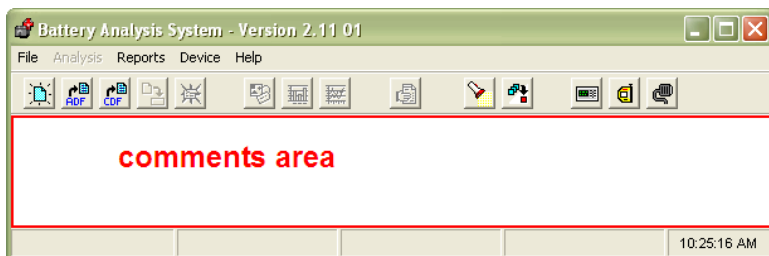 Battery Analysis System - Version 2.11 01
File Analysis Reports Device Help
ADF CDF
comments area
10:25:16 AM